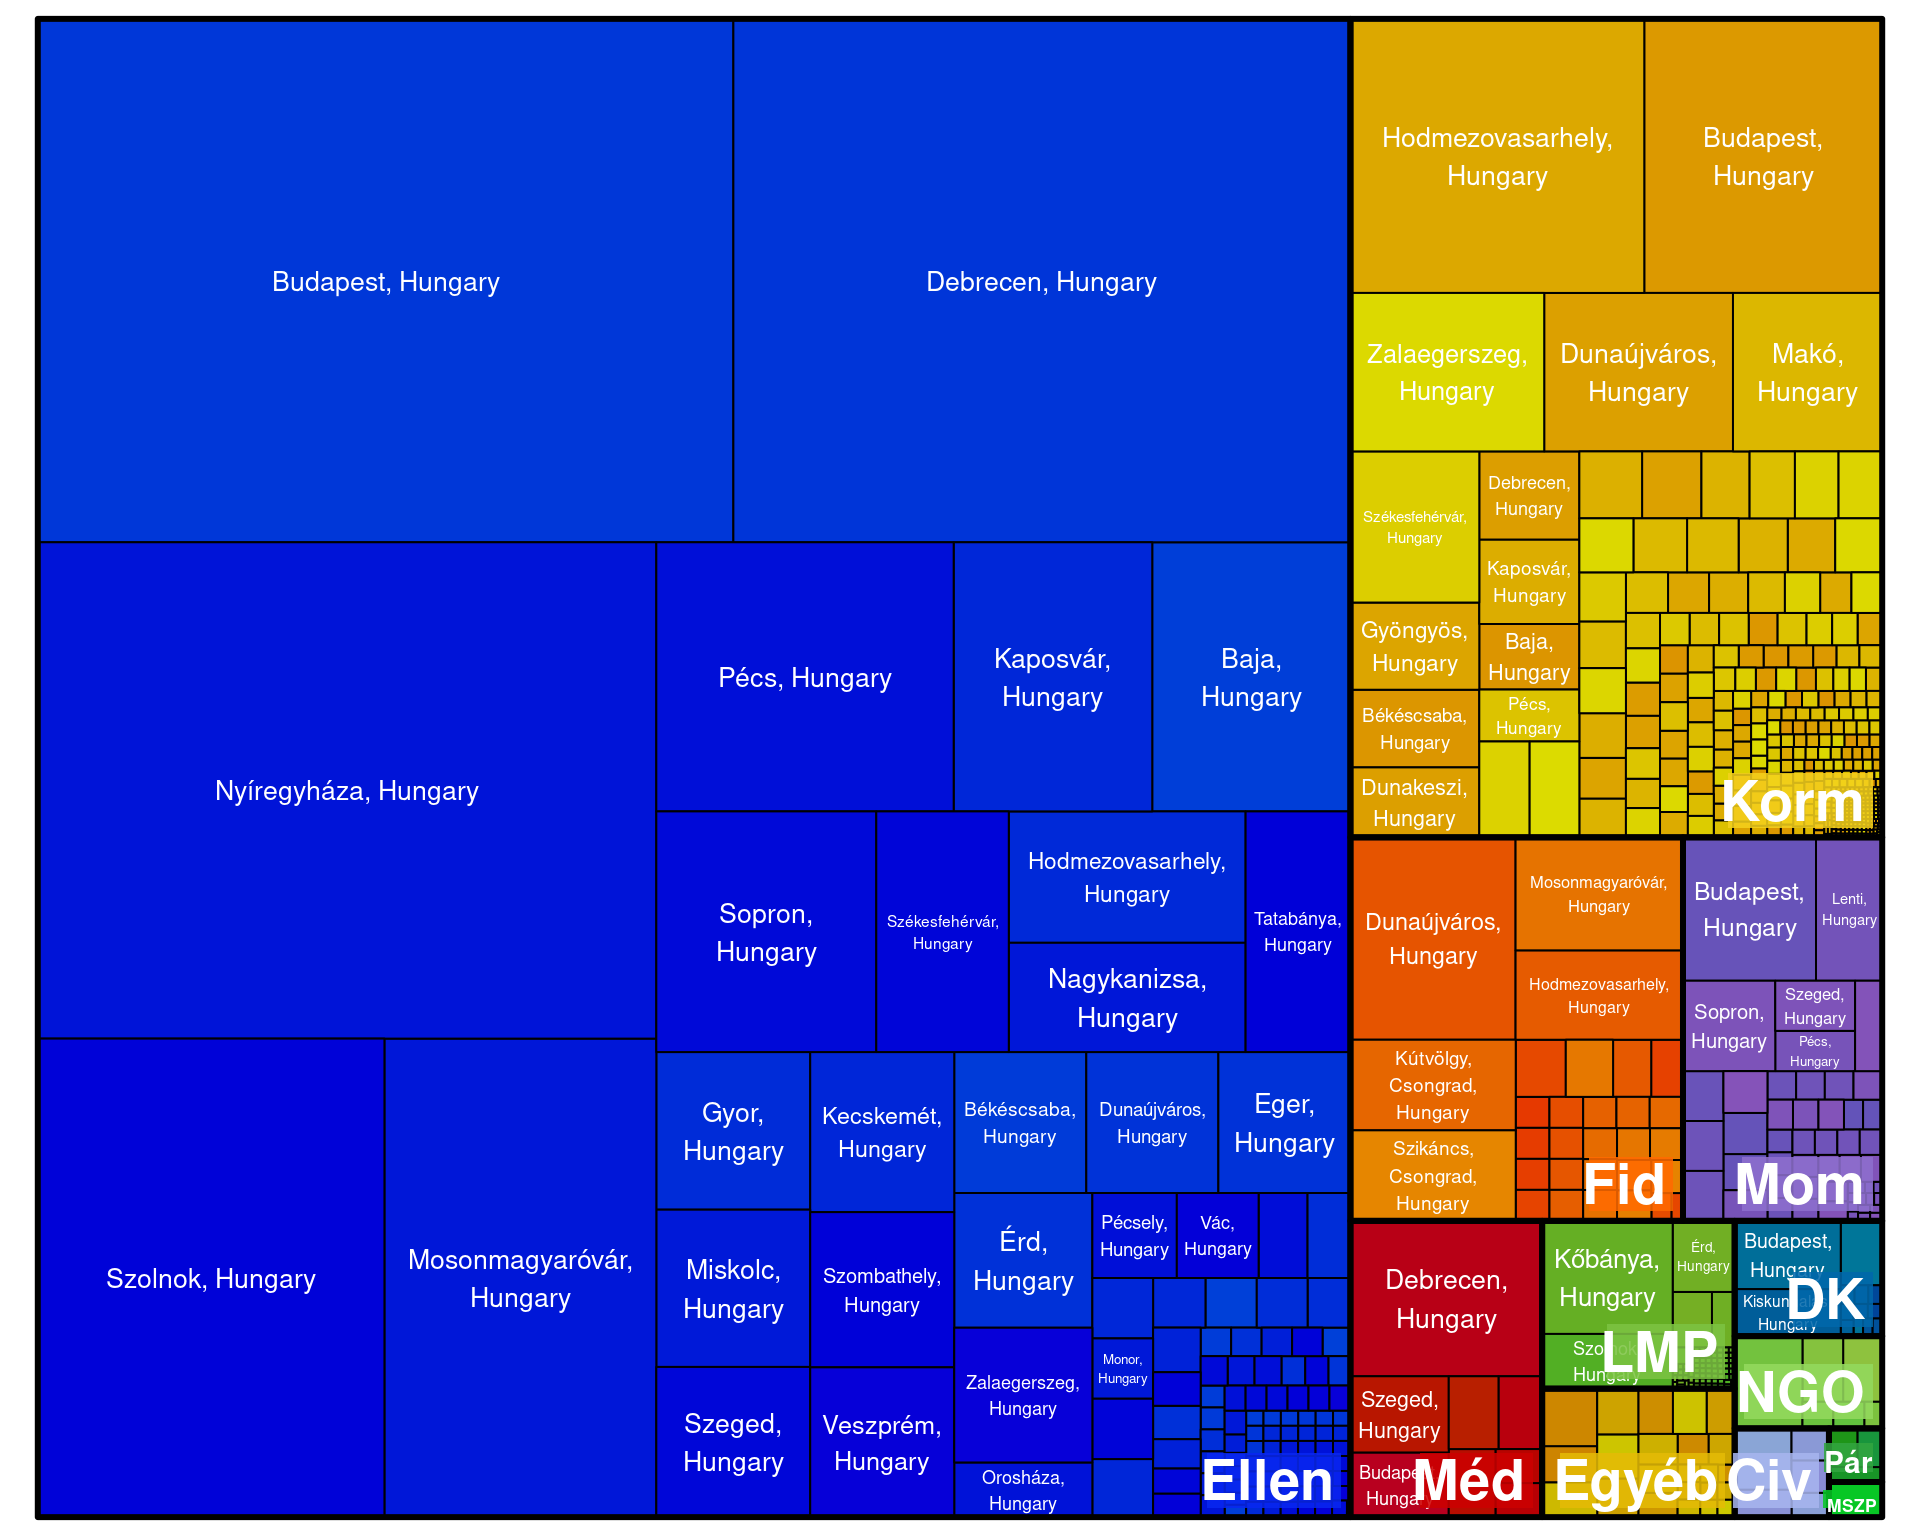 Budapest, Hungary
Debrecen, Hungary
Nyíregyháza, Hungary
Szolnok, Hungary
Mosonmagyaróvár,
Hungary
Pécs, Hungary
Kaposvár,
Hungary
Baja,
Hungary
Sopron,
Hungary
Székesfehérvár,
Hungary
Hodmezovasarhely,
Hungary
Nagykanizsa,
Hungary
Tatabánya,
Hungary
Gyor,
Hungary
Kecskemét,
Hungary
Miskolc,
Hungary
Szombathely,
Hungary
Szeged,
Hungary
Veszprém,
Hungary
Békéscsaba,
Hungary
Dunaújváros,
Hungary
Eger,
Hungary
Érd,
Hungary
Pécsely,
Hungary
Vác,
Hungary
Zalaegerszeg,
Hungary
Monor,
Hungary
Orosháza,
Hungary
Ellen
Hodmezovasarhely,
Hungary
Budapest,
Hungary
Zalaegerszeg,
Hungary
Dunaújváros,
Hungary
Makó,
Hungary
Székesfehérvár,
Hungary
Debrecen,
Hungary
Kaposvár,
Hungary
Gyöngyös,
Hungary
Baja,
Hungary
Békéscsaba,
Hungary
Pécs,
Hungary
Dunakeszi,
Hungary
Korm
Dunaújváros,
Hungary
Mosonmagyaróvár,
Hungary
Hodmezovasarhely,
Hungary
Kútvölgy,
Csongrad,
Hungary
Szikáncs,
Csongrad,
Hungary
Fid
Budapest,
Hungary
Lenti,
Hungary
Sopron,
Hungary
Szeged,
Hungary
Pécs,
Hungary
Mom
Debrecen,
Hungary
Szeged,
Hungary
Budape
Hunga
Méd
Kőbánya,
Hungary
Érd,
Hungary
Hungary
LMP
Budapest,
Hungary
Hungary
DK
NGO
Egyéb
Civ
Pár
MSZP